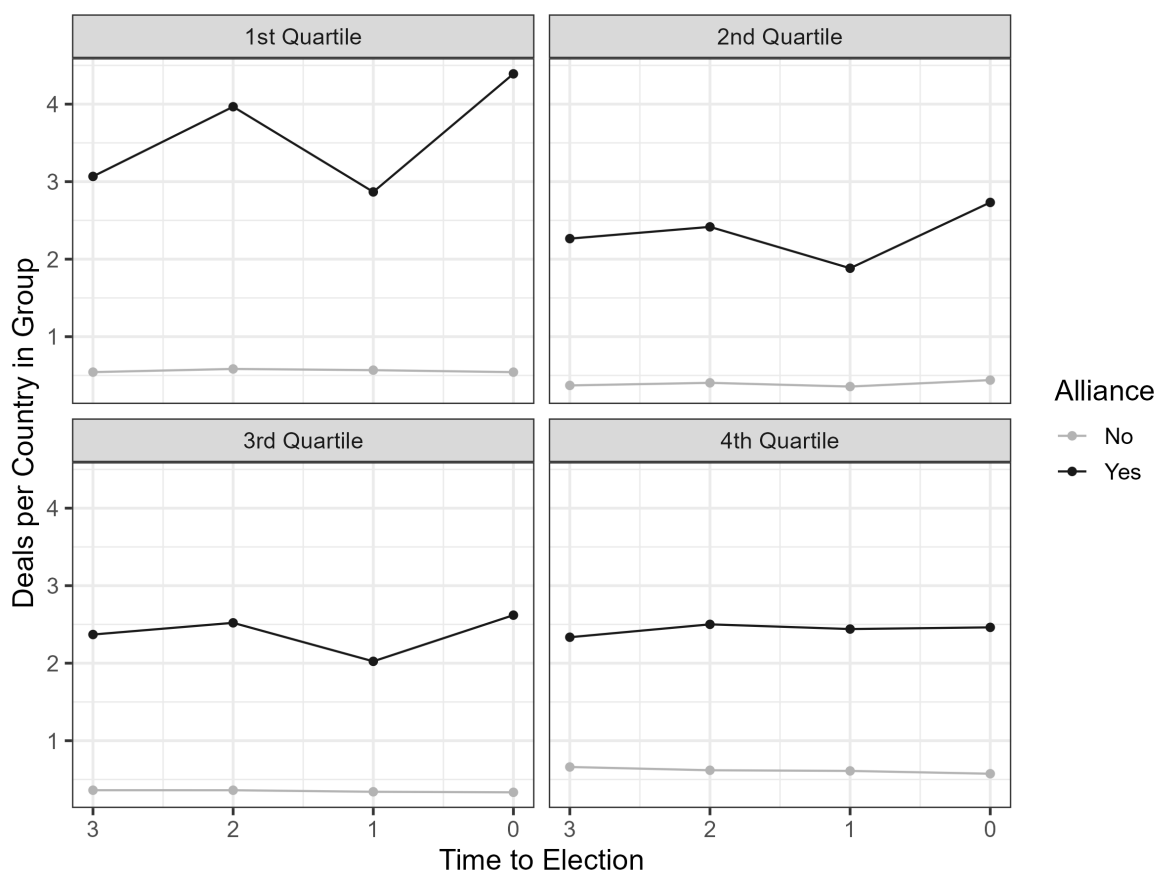 1st Quartile
2nd Quartile
4
3
2
1
3rd Quartile
4th Quartile
4
3
2
1
3
2
1
0
3
2
1
0
Time to Election
Deals per Country in Group
Alliance
No
Yes